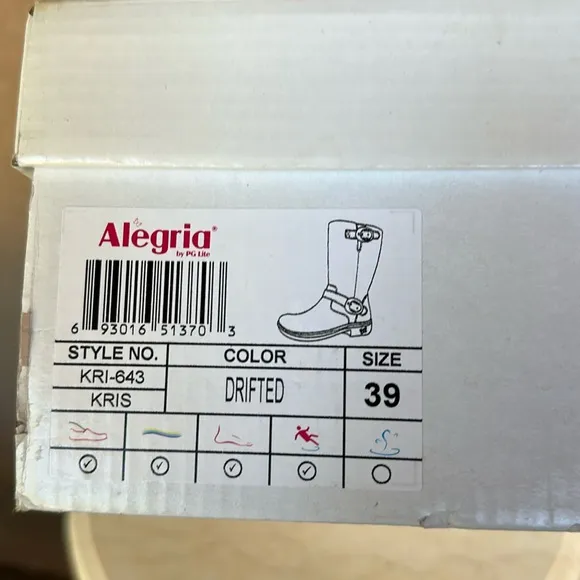 Alegria®
by PG Lite
6 93016 51370 3
STYLE NO. COLOR SIZE
KRI-643 DRIFTED 39
KRIS